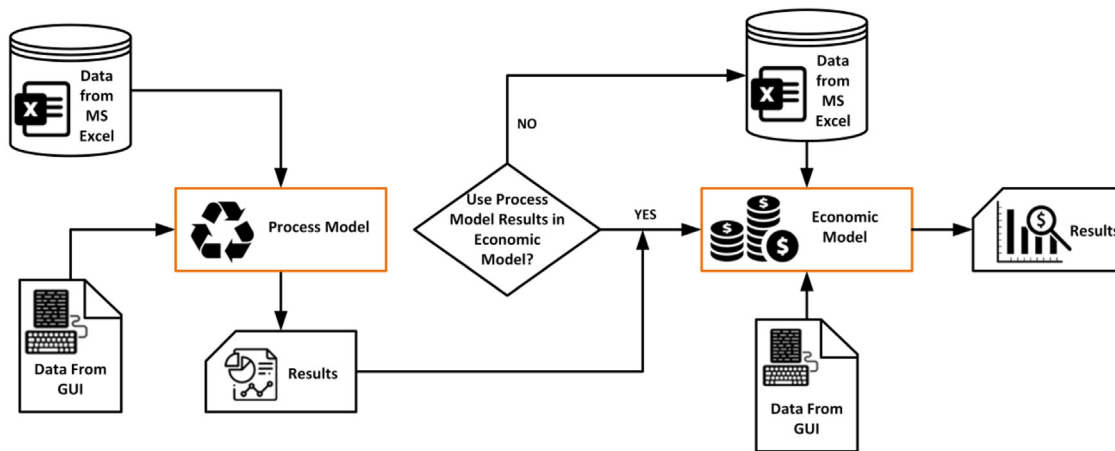 Data
from
MS
Excel
X
Data
from
MS
Excel
X
NO
Use Process
Model Results in
Economic
Model?
YES
Process Model
$
$
$
Economic
Model
$
Results
Data From
GUI
Results
Data From
GUI